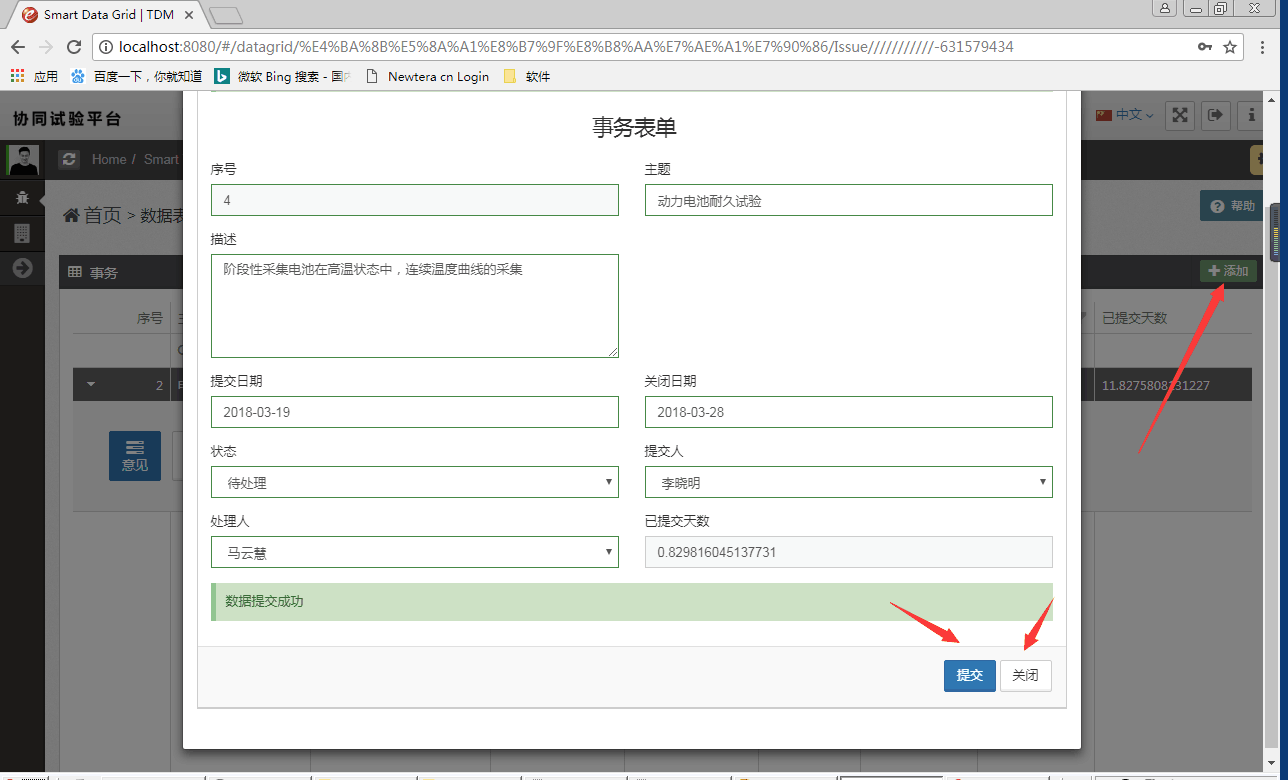 Smart Data Grid | TDM
localhost:8080/#/datagrid/%E4%BA%8B%E5%8A%A1%E8%B7%9F%E8%B8%AA%E7%AE%A1%E7%90%86/Issue///////////-631579434
应用 百度一下，你就知道 微软 Bing 搜索 - 国 Newtera cn Login 软件
协同试验平台
中文
Home / Smart
首页 > 数据表
帮助
事务
添加
序号
已提交天数
2
11.8275808231227
意见
事务表单
序号 主题
4 动力电池耐久试验
描述
阶段性采集电池在高温状态中，连续温度曲线的采集
提交日期 关闭日期
2018-03-19 2018-03-28
状态 提交人
待处理 李晓明
处理人 已提交天数
马云慧 0.829816045137731
数据提交成功
提交 关闭